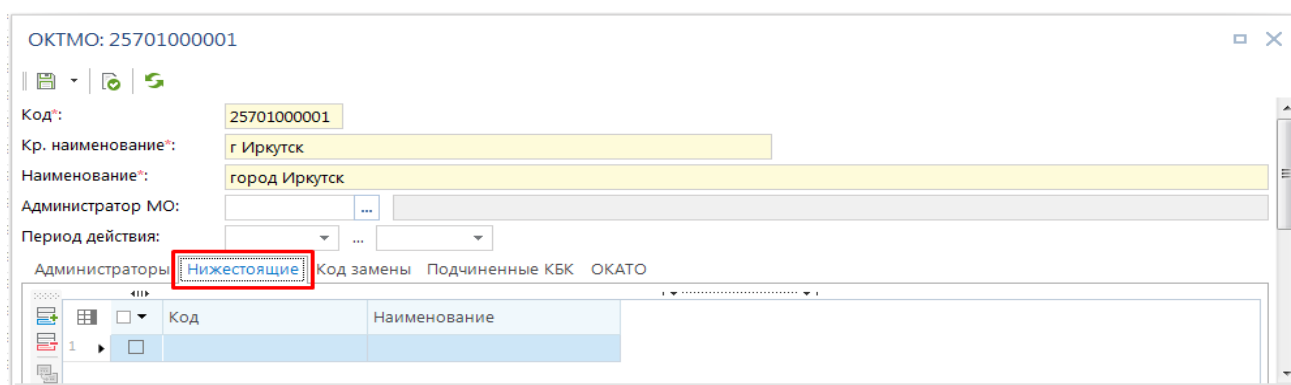 ОКТМО: 25701000001
Код*: 25701000001
Кр. наименование*: г Иркутск
Наименование*: город Иркутск
Администратор МО: ...
Период действия: ...
Администраторы Нижестоящие Код замены Подчиненные КБК ОКАТО
Код Наименование
1